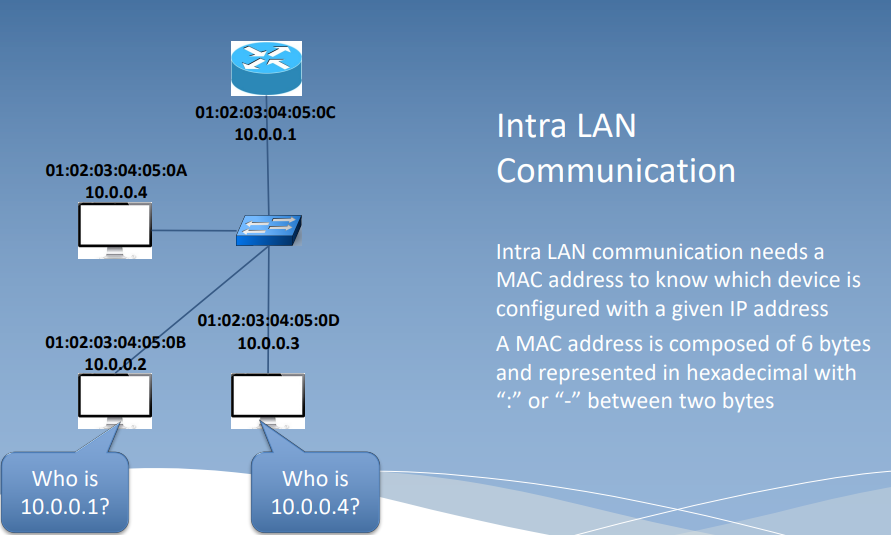 01:02:03:04:05:0C
10.0.0.1
01:02:03:04:05:0A
10.0.0.4
01:02:03:04:05:0B
10.0.0.2
01:02:03:04:05:0D
10.0.0.3
Who is
10.0.0.1?
Who is
10.0.0.4?
Intra LAN
Communication
Intra LAN communication needs a
MAC address to know which device is
configured with a given IP address
A MAC address is composed of 6 bytes
and represented in hexadecimal with
“:” or “-” between two bytes